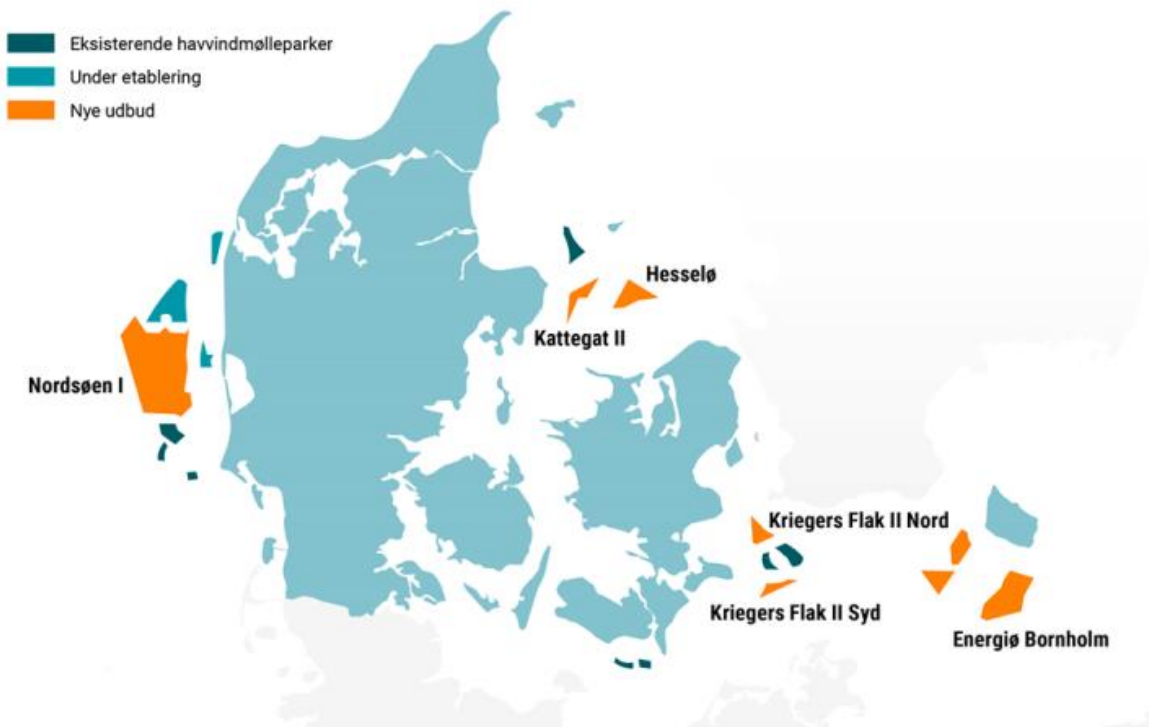 Eksisterende havvindmølleparker
Under etablering
Nye udbud
Hesselø
Kattegat II
Nordsøen I
Kriegers Flak II Nord
Kriegers Flak II Syd
Energiø Bornholm